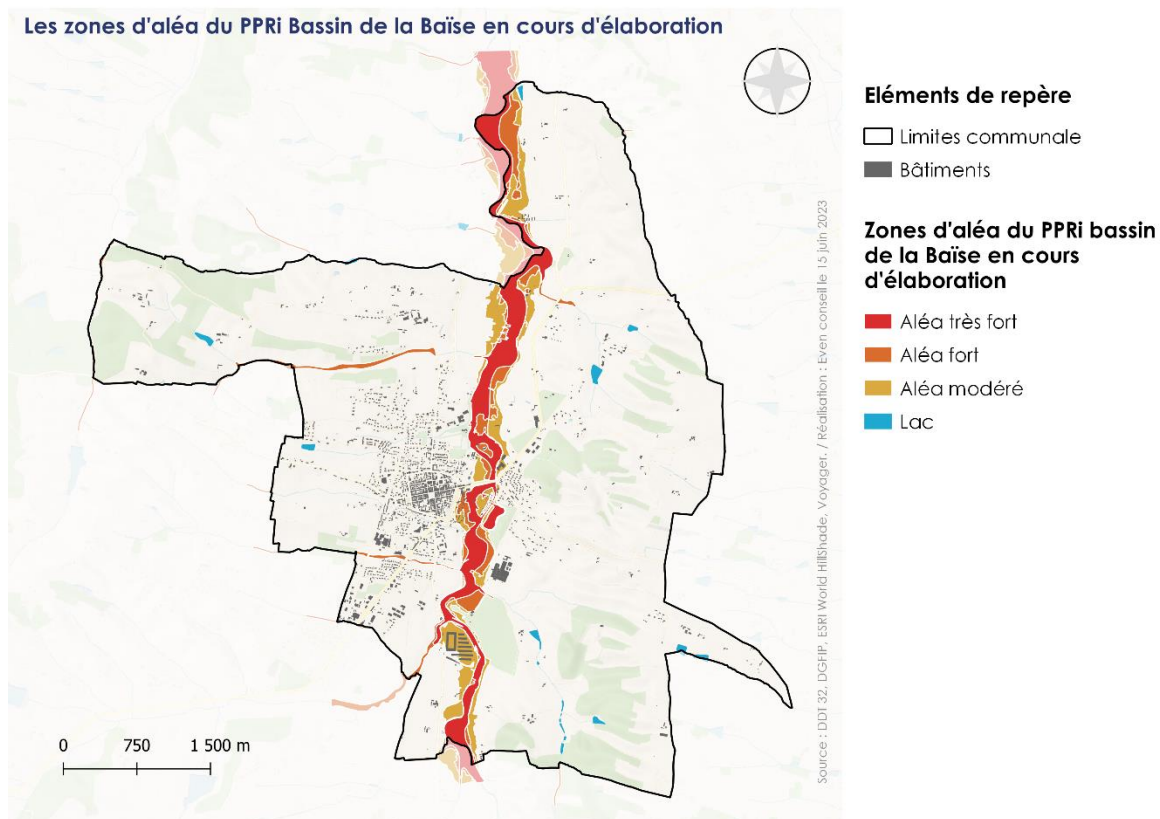 Les zones d'aléa du PPRi Bassin de la Baïse en cours d'élaboration
Eléments de repère
Limites communale
Bâtiments
Zones d'aléa du PPRi bassin
de la Baïse en cours
d'élaboration
Aléa très fort
Aléa fort
Aléa modéré
Lac
0 750 1 500 m
Source : DDT 32, DGFIP, ESRI World HillShade, Voyager. / Réalisation : Even conseil le 15 juin 2023